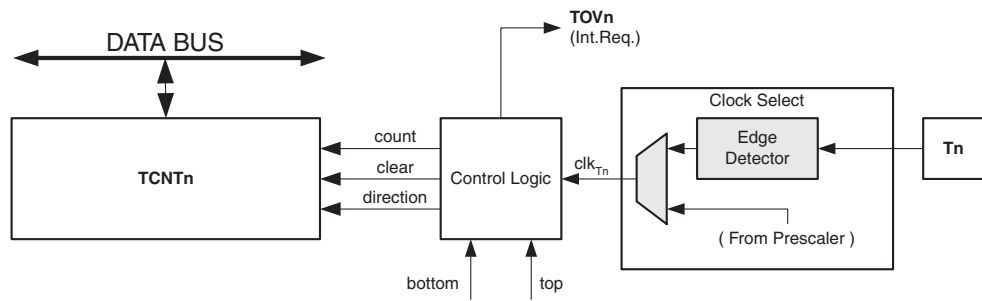 TOVn
(Int.Req.)
DATA BUS
Clock Select
count
Edge
Detector
Tn
clkTn
TCNTn
clear
Control Logic
direction
( From Prescaler )
bottom
top